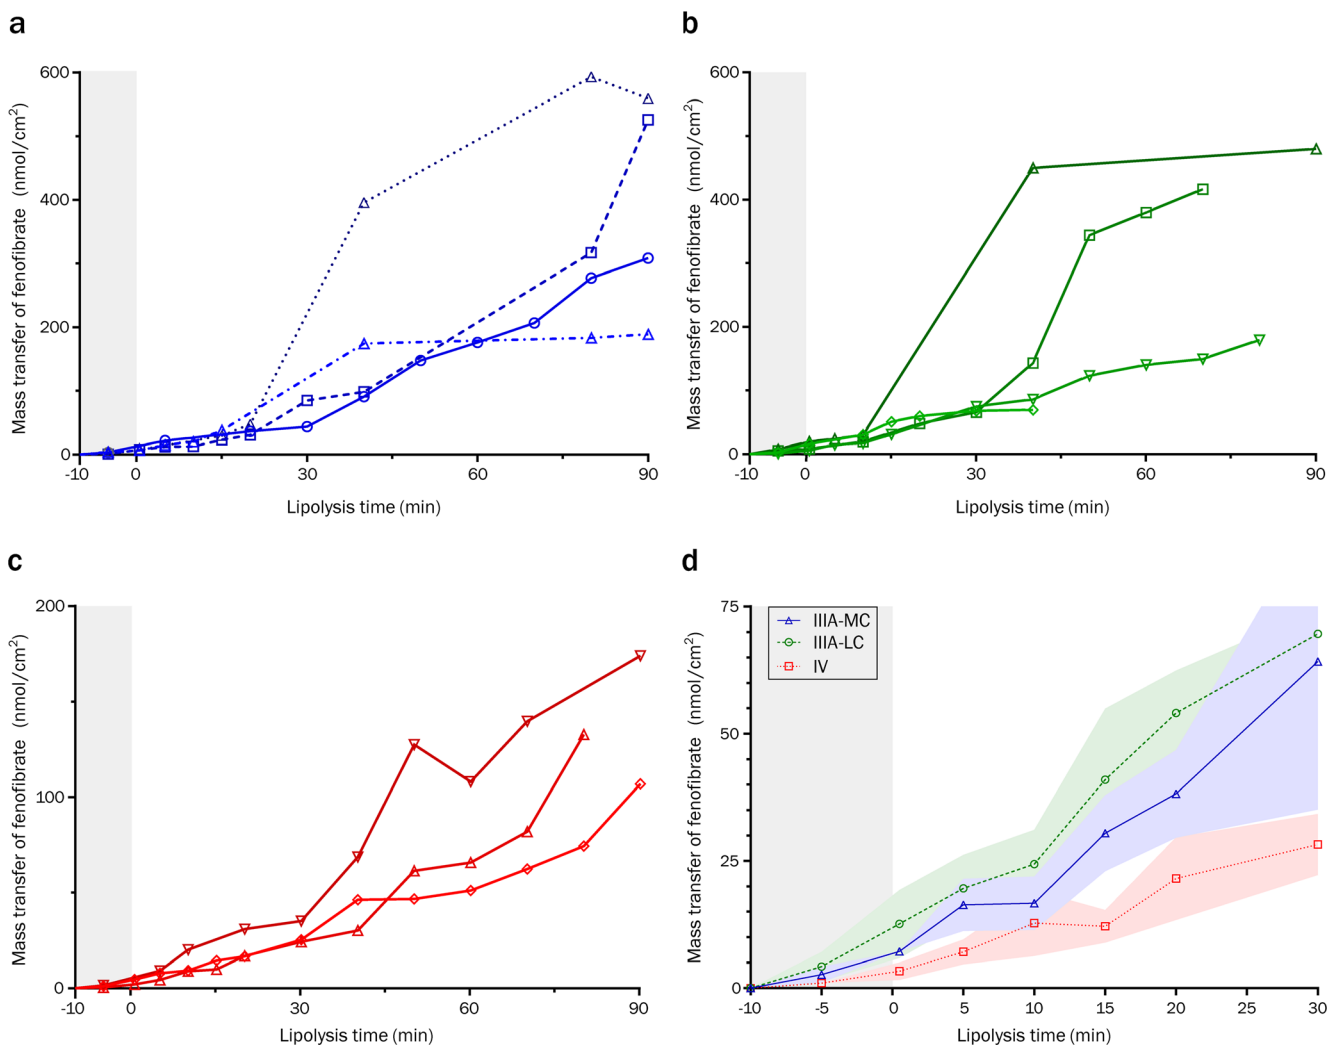 a
Mass transfer of fenofibrate (nmol/cm²)
600
400
200
0
-10 0 30 60 90
Lipolysis time (min)
b
Mass transfer of fenofibrate (nmol/cm²)
600
400
200
0
-10 0 30 60 90
Lipolysis time (min)
c
Mass transfer of fenofibrate (nmol/cm²)
200
100
0
-10 0 30 60 90
Lipolysis time (min)
d
Mass transfer of fenofibrate (nmol/cm²)
75
50
25
0
IIIA-MC
IIIA-LC
IV
-10 -5 0 5 10 15 20 25 30
Lipolysis time (min)